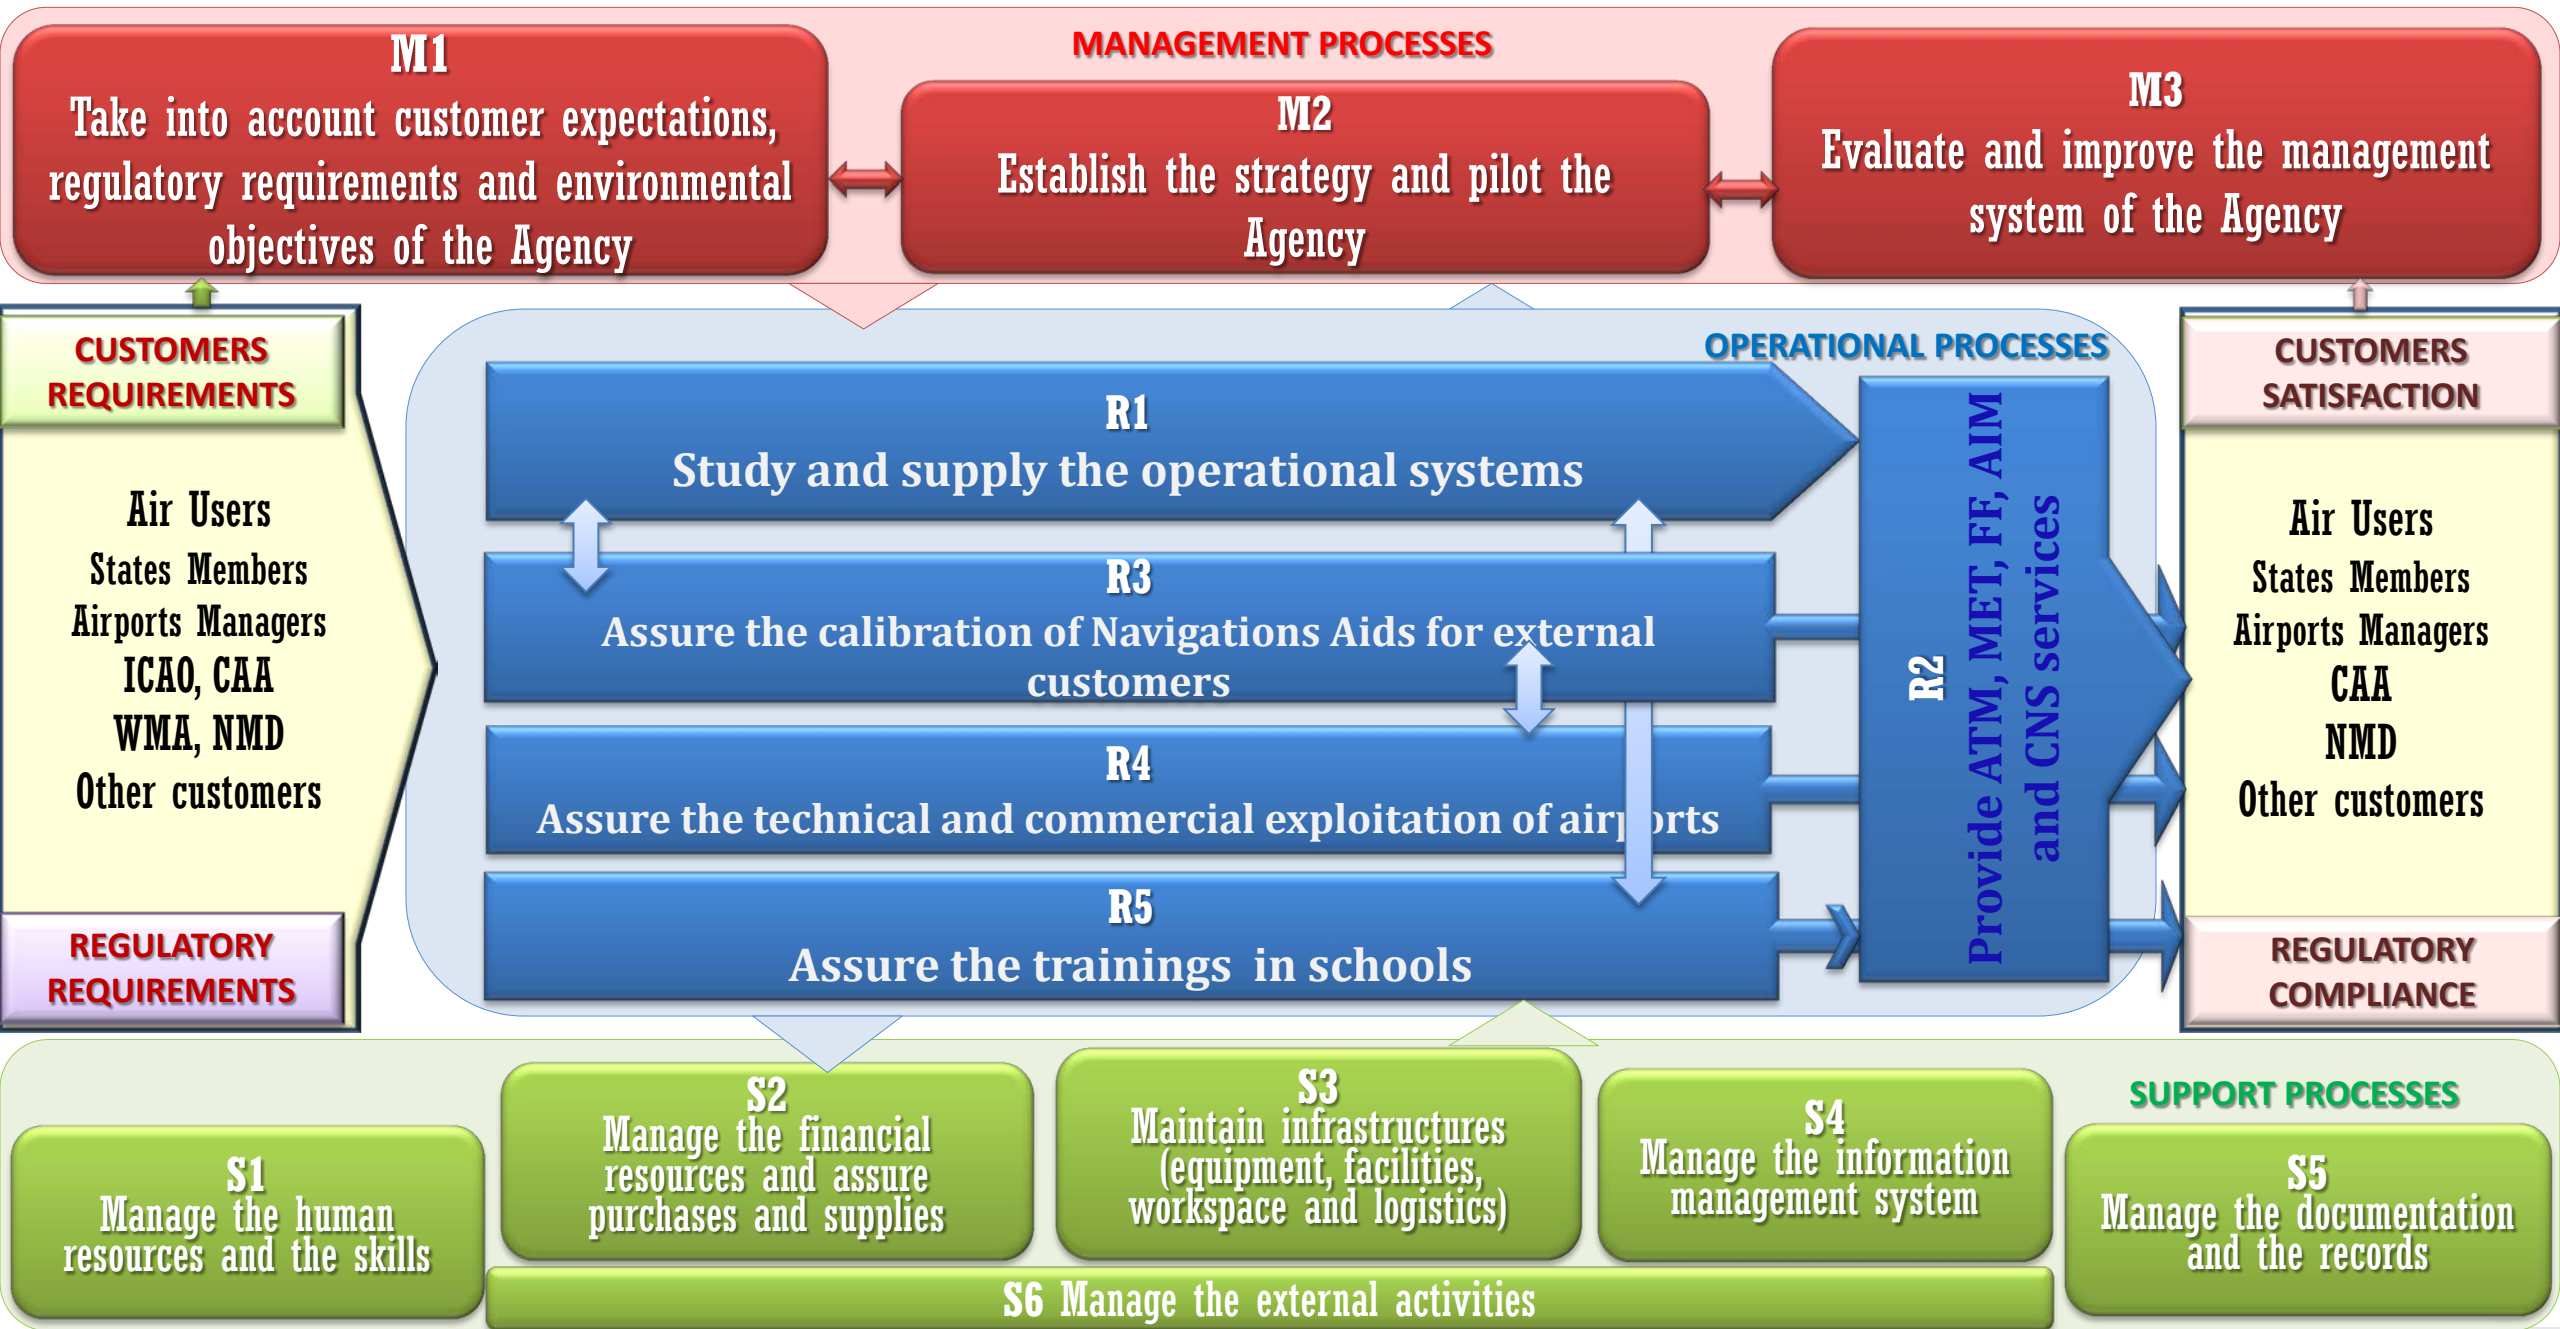 MANAGEMENT PROCESSES
M1
Take into account customer expectations,
regulatory requirements and environmental
objectives of the Agency
M2
Establish the strategy and pilot the
Agency
M3
Evaluate and improve the management
system of the Agency
CUSTOMERS
REQUIREMENTS
Air Users
States Members
Airports Managers
ICAO, CAA
WMA, NMD
Other customers
REGULATORY
REQUIREMENTS
OPERATIONAL PROCESSES
R1
Study and supply the operational systems
R3
Assure the calibration of Navigations Aids for external
customers
R4
Assure the technical and commercial exploitation of airports
R5
Assure the trainings in schools
R2
Provide ATM, MET, FF, AIM
and CNS services
CUSTOMERS
SATISFACTION
Air Users
States Members
Airports Managers
CAA
NMD
Other customers
REGULATORY
COMPLIANCE
SUPPORT PROCESSES
S1
Manage the human
resources and the skills
S2
Manage the financial
resources and assure
purchases and supplies
S3
Maintain infrastructures
(equipment, facilities,
workspace and logistics)
S4
Manage the information
management system
S5
Manage the documentation
and the records
S6 Manage the external activities